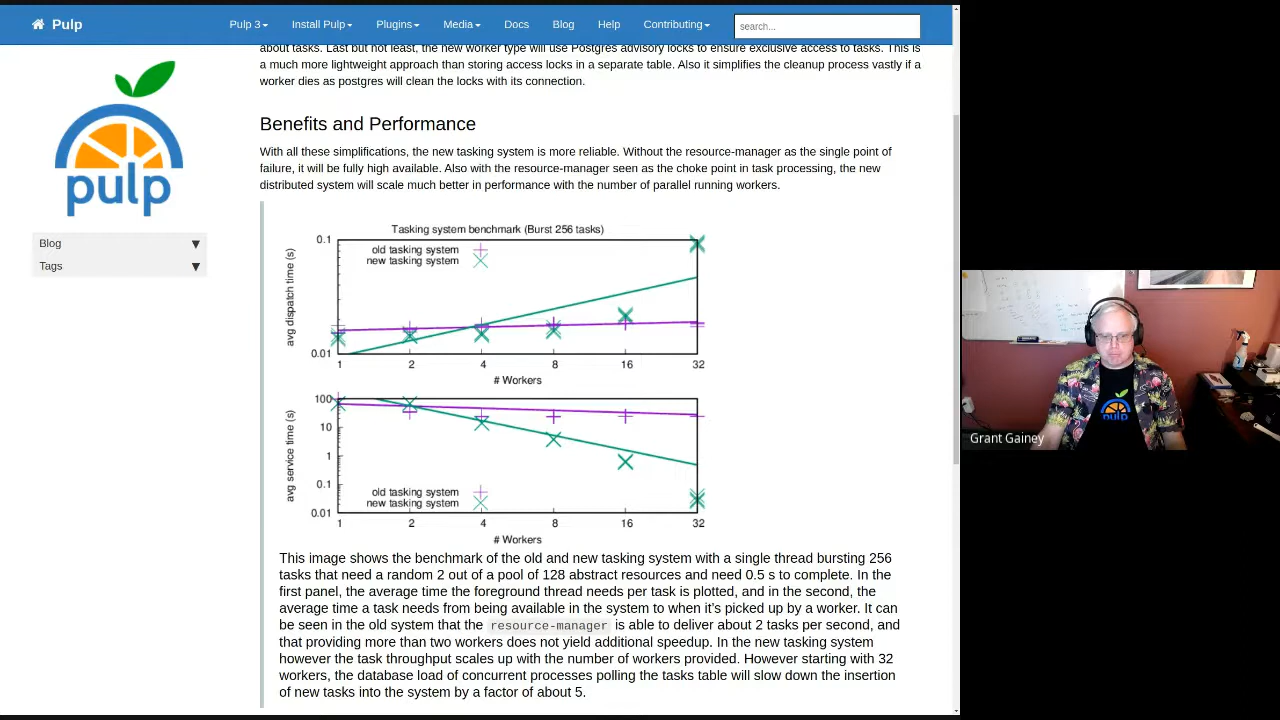 Pulp
Pulp 3
Install Pulp
Plugins
Media
Docs
Blog
Help
Contributing
search...
about tasks. Last but not least, the new worker type will use Postgres advisory locks to ensure exclusive access to tasks. This is
a much more lightweight approach than storing access locks in a separate table. Also it simplifies the cleanup process vastly if a
worker dies as postgres will clean the locks with its connection.
pulp
Blog
Tags
Benefits and Performance
With all these simplifications, the new tasking system is more reliable. Without the resource-manager as the single point of
failure, it will be fully high available. Also with the resource-manager seen as the choke point in task processing, the new
distributed system will scale much better in performance with the number of parallel running workers.
Tasking system benchmark (Burst 256 tasks)
old tasking system
new tasking system
avg dispatch time (s)
0.1
0.01
1 2 4 8 16 32
# Workers
avg service time (s)
100
10
1
0.1
0.01
old tasking system
new tasking system
1 2 4 8 16 32
# Workers
This image shows the benchmark of the old and new tasking system with a single thread bursting 256
tasks that need a random 2 out of a pool of 128 abstract resources and need 0.5 s to complete. In the
first panel, the average time the foreground thread needs per task is plotted, and in the second, the
average time a task needs from being available in the system to when it's picked up by a worker. It can
be seen in the old system that the resource-manager is able to deliver about 2 tasks per second, and
that providing more than two workers does not yield additional speedup. In the new tasking system
however the task throughput scales up with the number of workers provided. However starting with 32
workers, the database load of concurrent processes polling the tasks table will slow down the insertion
of new tasks into the system by a factor of about 5.
Grant Gainey
pulp